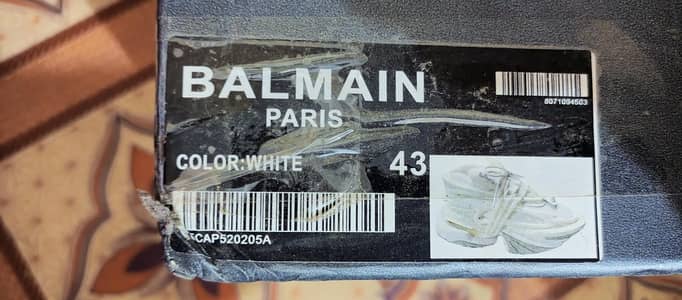 BALMAIN
PARIS
8071094503
COLOR:WHITE 43
CAP520205A